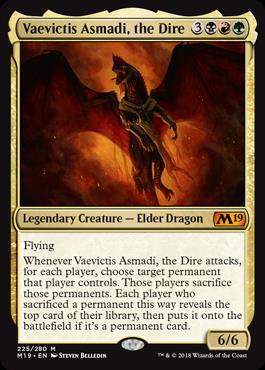 Vaevictis Asmadi, the Dire 3
Legendary Creature — Elder Dragon M19
Flying
Whenever Vaevictis Asmadi, the Dire attacks,
for each player, choose target permanent
that player controls. Those players sacrifice
those permanents. Each player who
sacrificed a permanent this way reveals the
top card of their library, then puts it onto the
battlefield if it's a permanent card.
6/6
225/280 M
M19 • EN Steven Belledin ™ & © 2018 Wizards of the Coast